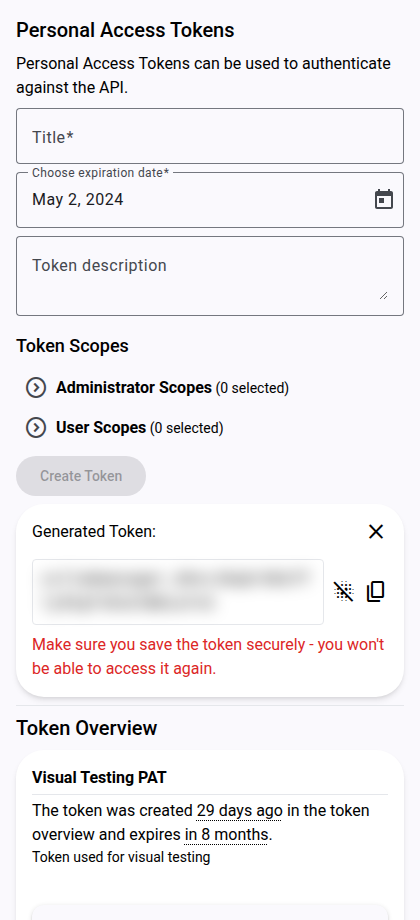 Personal Access Tokens
Personal Access Tokens can be used to authenticate
against the API.
Title*
Choose expiration date*
May 2, 2024
Token description
Token Scopes
Administrator Scopes (0 selected)
User Scopes (0 selected)
Create Token
Generated Token:
Make sure you save the token securely - you won't
be able to access it again.
Token Overview
Visual Testing PAT
The token was created 29 days ago in the token
overview and expires in 8 months.
Token used for visual testing